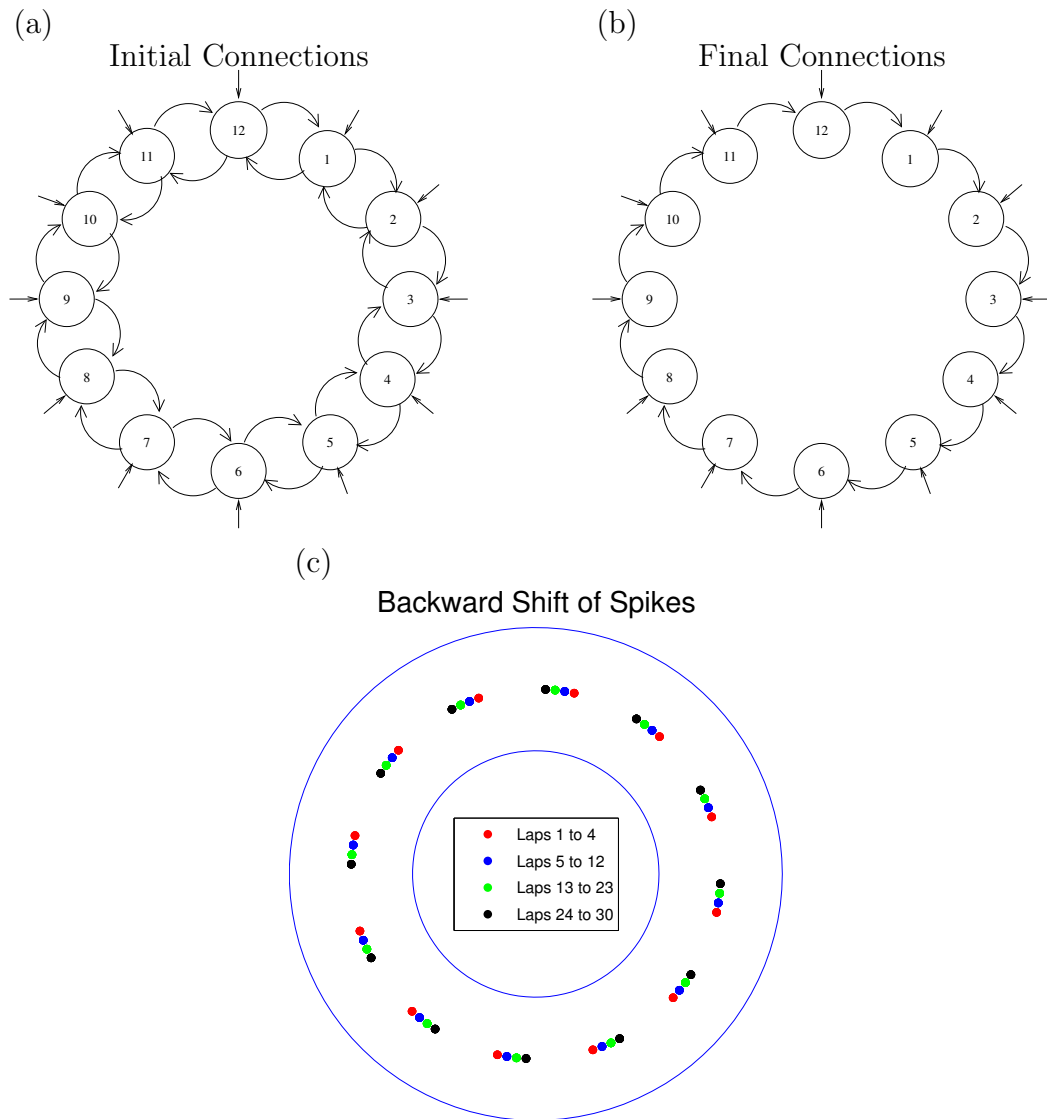 (a)
Initial Connections
12
1
2
3
4
5
6
7
8
9
10
11
(b)
Final Connections
12
1
2
3
4
5
6
7
8
9
10
11
(c)
Backward Shift of Spikes
Laps 1 to 4
Laps 5 to 12
Laps 13 to 23
Laps 24 to 30